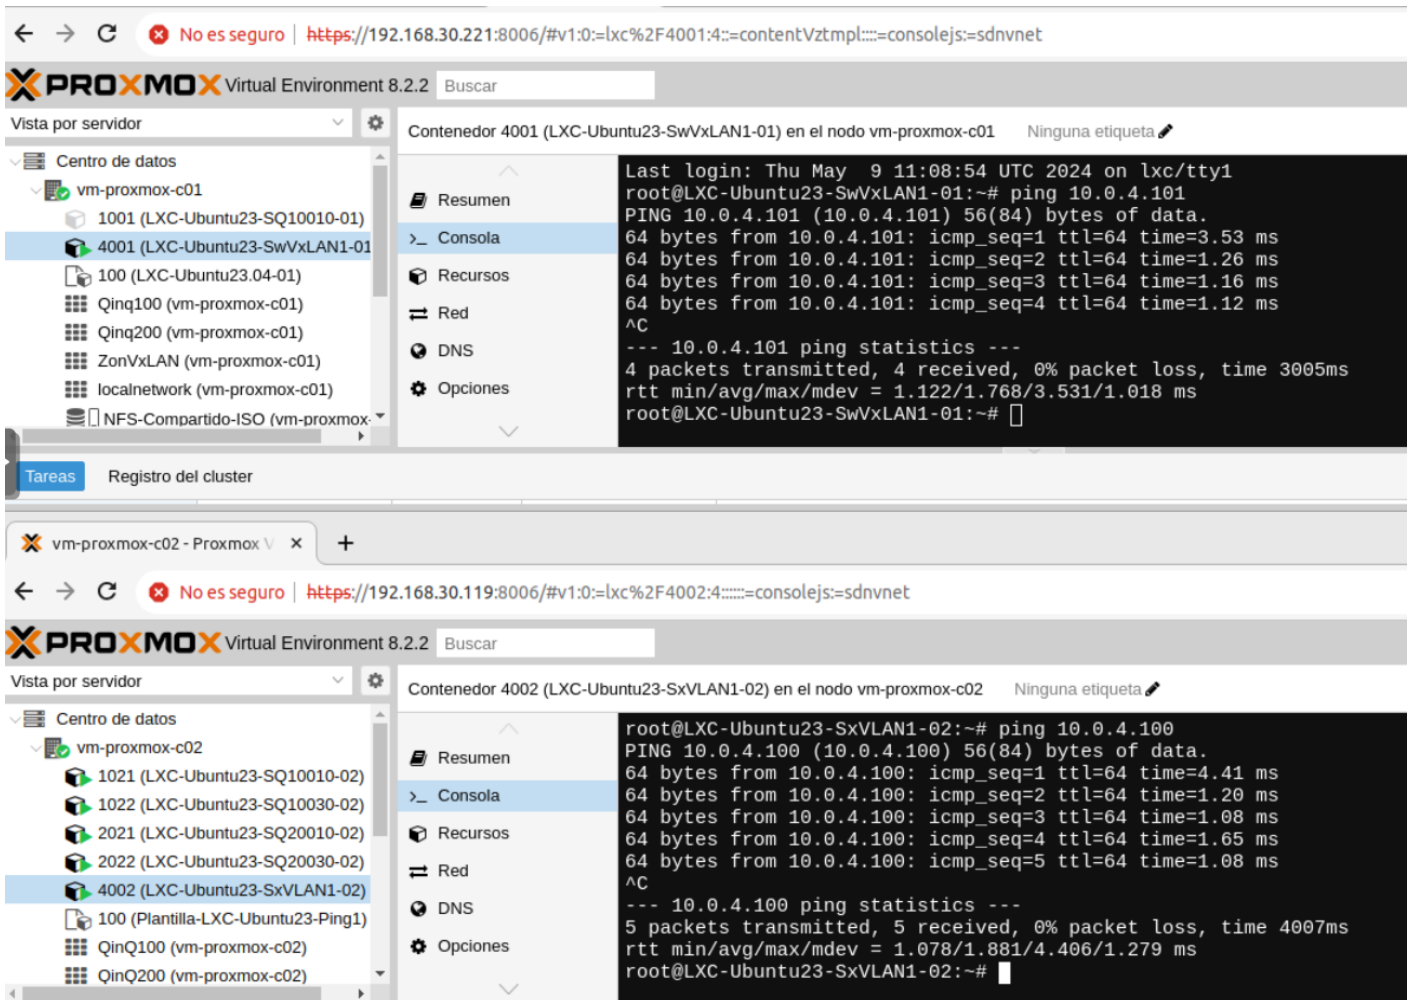 No es seguro https://192.168.30.221:8006/#v1:0:=lxc%2F4001:4::=contentVztmpl::::=consolejs:=sdnvnet
PROXMOX Virtual Environment 8.2.2 Buscar
Vista por servidor
Contenedor 4001 (LXC-Ubuntu23-SwVxLAN1-01) en el nodo vm-proxmox-c01 Ninguna etiqueta
Centro de datos
vm-proxmox-c01
1001 (LXC-Ubuntu23-SQ10010-01)
4001 (LXC-Ubuntu23-SwVxLAN1-01
100 (LXC-Ubuntu23.04-01)
Qinq100 (vm-proxmox-c01)
Qinq200 (vm-proxmox-c01)
ZonVxLAN (vm-proxmox-c01)
localnetwork (vm-proxmox-c01)
NFS-Compartido-ISO (vm-proxmox-
Resumen
>_ Consola
Recursos
Red
DNS
Opciones
Last login: Thu May  9 11:08:54 UTC 2024 on lxc/tty1
root@LXC-Ubuntu23-SwVxLAN1-01:~# ping 10.0.4.101
PING 10.0.4.101 (10.0.4.101) 56(84) bytes of data.
64 bytes from 10.0.4.101: icmp_seq=1 ttl=64 time=3.53 ms
64 bytes from 10.0.4.101: icmp_seq=2 ttl=64 time=1.26 ms
64 bytes from 10.0.4.101: icmp_seq=3 ttl=64 time=1.16 ms
64 bytes from 10.0.4.101: icmp_seq=4 ttl=64 time=1.12 ms
^C
--- 10.0.4.101 ping statistics ---
4 packets transmitted, 4 received, 0% packet loss, time 3005ms
rtt min/avg/max/mdev = 1.122/1.768/3.531/1.018 ms
root@LXC-Ubuntu23-SwVxLAN1-01:~#
Tareas Registro del cluster
vm-proxmox-c02 - Proxmox V
No es seguro https://192.168.30.119:8006/#v1:0:=lxc%2F4002:4::::::=consolejs:=sdnvnet
PROXMOX Virtual Environment 8.2.2 Buscar
Vista por servidor
Contenedor 4002 (LXC-Ubuntu23-SxVLAN1-02) en el nodo vm-proxmox-c02 Ninguna etiqueta
Centro de datos
vm-proxmox-c02
1021 (LXC-Ubuntu23-SQ10010-02)
1022 (LXC-Ubuntu23-SQ10030-02)
2021 (LXC-Ubuntu23-SQ20010-02)
2022 (LXC-Ubuntu23-SQ20030-02)
4002 (LXC-Ubuntu23-SxVLAN1-02)
100 (Plantilla-LXC-Ubuntu23-Ping1)
QinQ100 (vm-proxmox-c02)
QinQ200 (vm-proxmox-c02)
Resumen
>_ Consola
Recursos
Red
DNS
Opciones
root@LXC-Ubuntu23-SxVLAN1-02:~# ping 10.0.4.100
PING 10.0.4.100 (10.0.4.100) 56(84) bytes of data.
64 bytes from 10.0.4.100: icmp_seq=1 ttl=64 time=4.41 ms
64 bytes from 10.0.4.100: icmp_seq=2 ttl=64 time=1.20 ms
64 bytes from 10.0.4.100: icmp_seq=3 ttl=64 time=1.08 ms
64 bytes from 10.0.4.100: icmp_seq=4 ttl=64 time=1.65 ms
64 bytes from 10.0.4.100: icmp_seq=5 ttl=64 time=1.08 ms
^C
--- 10.0.4.100 ping statistics ---
5 packets transmitted, 5 received, 0% packet loss, time 4007ms
rtt min/avg/max/mdev = 1.078/1.881/4.406/1.279 ms
root@LXC-Ubuntu23-SxVLAN1-02:~#